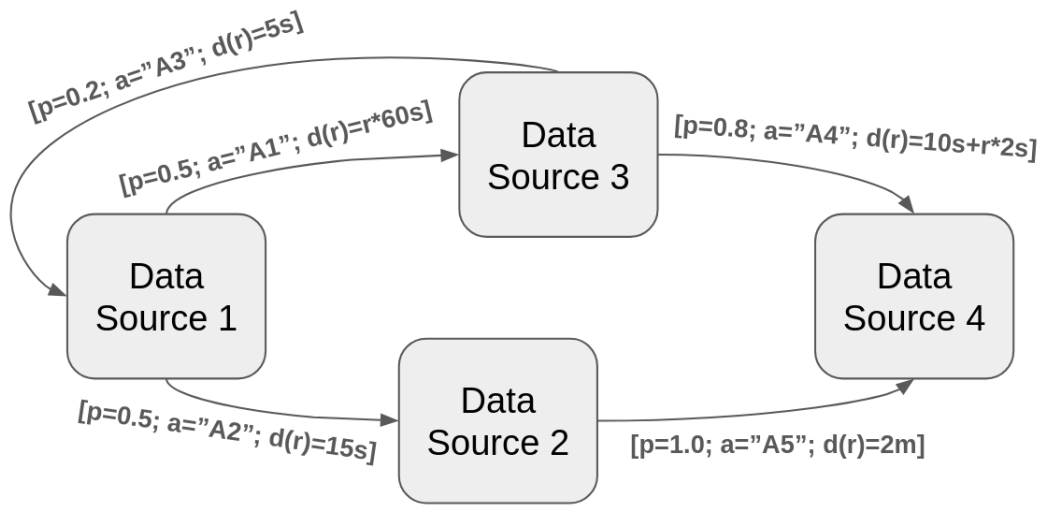 [p=0.2; a=”A3”; d(r)=5s]
[p=0.5; a=”A1”; d(r)=r*60s]
Data
Source 3
[p=0.8; a=”A4”; d(r)=10s+r*2s]
Data
Source 1
Data
Source 4
[p=0.5; a=”A2”; d(r)=15s]
Data
Source 2
[p=1.0; a=”A5”; d(r)=2m]